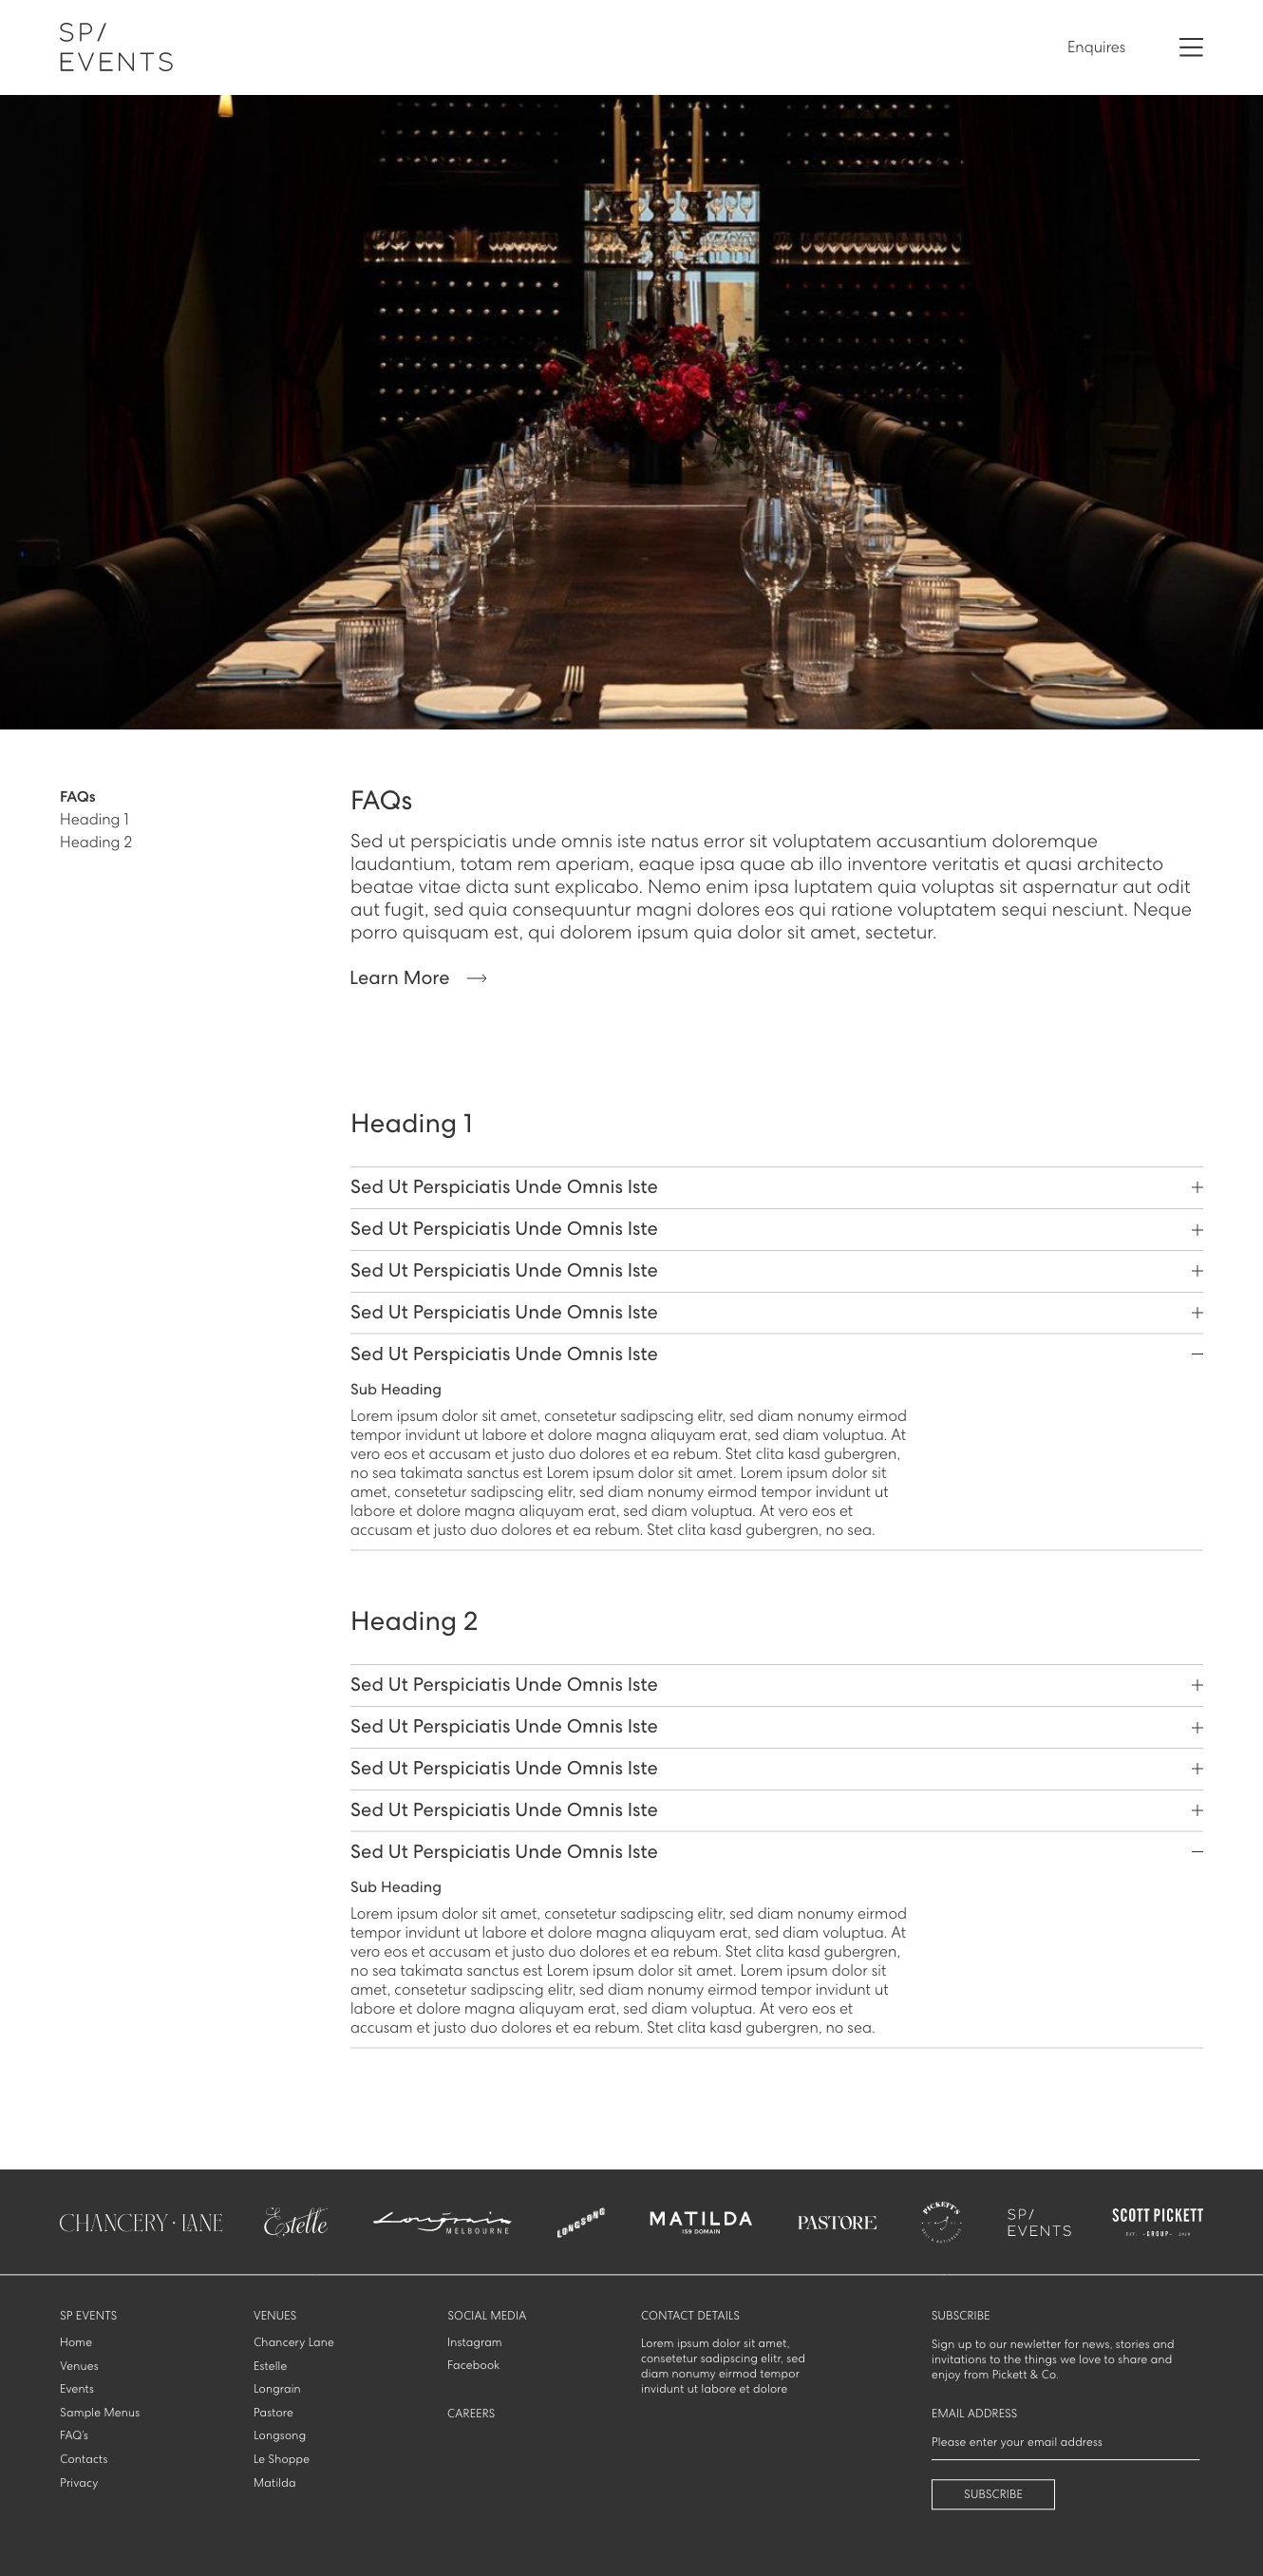 SP/
EVENTS
Enquires
FAQs
Heading 1
Heading 2
FAQs
Sed ut perspiciatis unde omnis iste natus error sit voluptatem accusantium doloremque
laudantium, totam rem aperiam, eaque ipsa quae ab illo inventore veritatis et quasi architecto
beatae vitae dicta sunt explicabo. Nemo enim ipsa luptatem quia voluptas sit aspernatur aut odit
aut fugit, sed quia consequuntur magni dolores eos qui ratione voluptatem sequi nesciunt. Neque
porro quisquam est, qui dolorem ipsum quia dolor sit amet, sectetur.
Learn More
Heading 1
Sed Ut Perspiciatis Unde Omnis Iste
Sed Ut Perspiciatis Unde Omnis Iste
Sed Ut Perspiciatis Unde Omnis Iste
Sed Ut Perspiciatis Unde Omnis Iste
Sed Ut Perspiciatis Unde Omnis Iste
Sub Heading
Lorem ipsum dolor sit amet, consetetur sadipscing elitr, sed diam nonumy eirmod
tempor invidunt ut labore et dolore magna aliquyam erat, sed diam voluptua. At
vero eos et accusam et justo duo dolores et ea rebum. Stet clita kasd gubergren,
no sea takimata sanctus est Lorem ipsum dolor sit amet. Lorem ipsum dolor sit
amet, consetetur sadipscing elitr, sed diam nonumy eirmod tempor invidunt ut
labore et dolore magna aliquyam erat, sed diam voluptua. At vero eos et
accusam et justo duo dolores et ea rebum. Stet clita kasd gubergren, no sea.
Heading 2
Sed Ut Perspiciatis Unde Omnis Iste
Sed Ut Perspiciatis Unde Omnis Iste
Sed Ut Perspiciatis Unde Omnis Iste
Sed Ut Perspiciatis Unde Omnis Iste
Sed Ut Perspiciatis Unde Omnis Iste
Sub Heading
Lorem ipsum dolor sit amet, consetetur sadipscing elitr, sed diam nonumy eirmod
tempor invidunt ut labore et dolore magna aliquyam erat, sed diam voluptua. At
vero eos et accusam et justo duo dolores et ea rebum. Stet clita kasd gubergren,
no sea takimata sanctus est Lorem ipsum dolor sit amet. Lorem ipsum dolor sit
amet, consetetur sadipscing elitr, sed diam nonumy eirmod tempor invidunt ut
labore et dolore magna aliquyam erat, sed diam voluptua. At vero eos et
accusam et justo duo dolores et ea rebum. Stet clita kasd gubergren, no sea.
CHANCERY · LANE
Estelle
Longrain
MELBOURNE
LONGSONG
MATILDA
159 DOMAIN
PASTORE
PICKETT'S
SP/
EVENTS
SCOTT PICKETT
-GROUP-
SP EVENTS
Home
Venues
Events
Sample Menus
FAQ's
Contacts
Privacy
VENUES
Chancery Lane
Estelle
Longrain
Pastore
Longsong
Le Shoppe
Matilda
SOCIAL MEDIA
Instagram
Facebook
CAREERS
CONTACT DETAILS
Lorem ipsum dolor sit amet,
consetetur sadipscing elitr, sed
diam nonumy eirmod tempor
invidunt ut labore et dolore
SUBSCRIBE
Sign up to our newletter for news, stories and
invitations to the things we love to share and
enjoy from Pickett & Co.
EMAIL ADDRESS
Please enter your email address
SUBSCRIBE